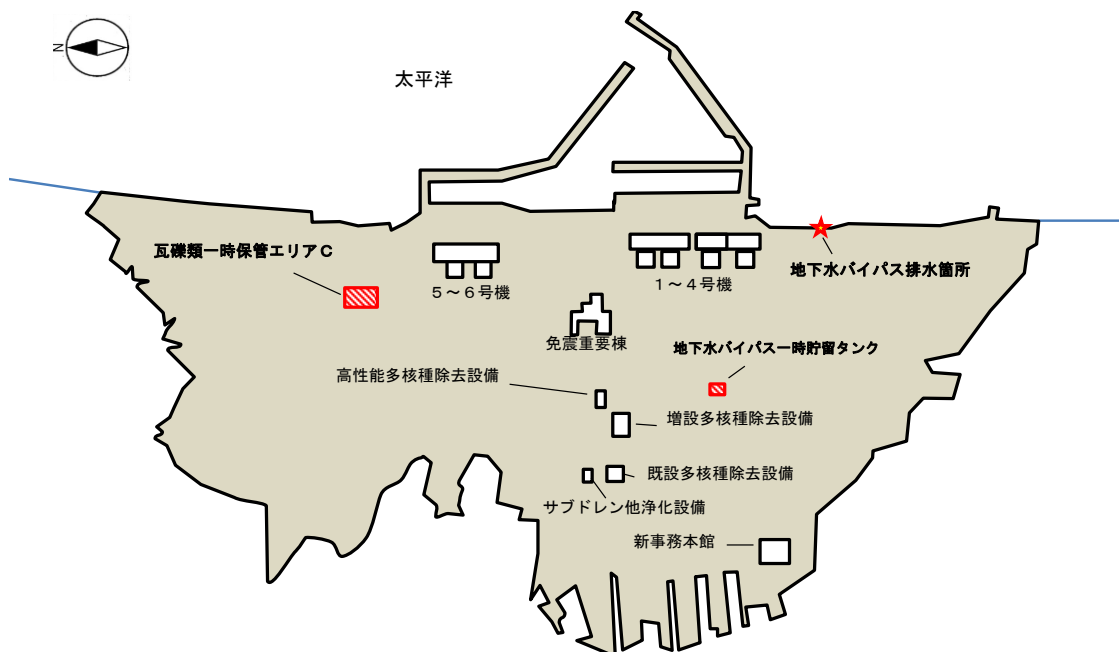 N
太平洋
瓦礫類一時保管エリアC
5~6号機
1~4号機
地下水バイパス排水箇所
免震重要棟
地下水バイパス一時貯留タンク
高性能多核種除去設備
増設多核種除去設備
既設多核種除去設備
サブドレン他浄化設備
新事務本館